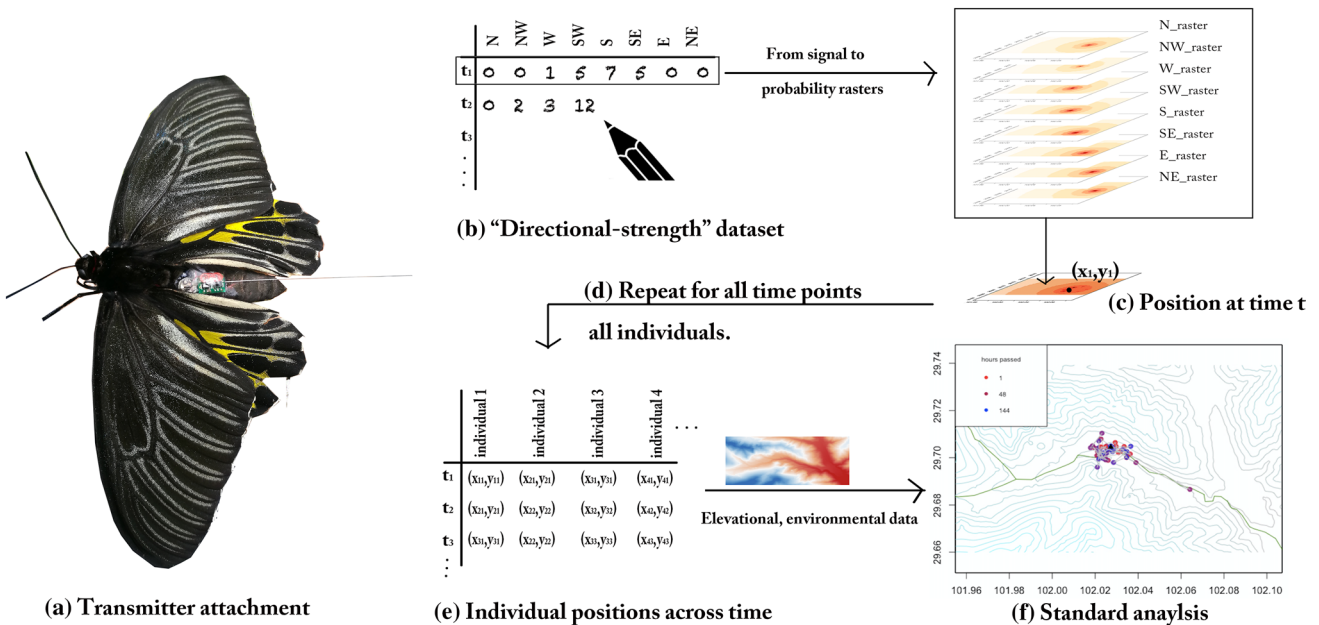 (a) Transmitter attachment
N NW W SW S SE E NE
t1 0 0 1 5 7 5 0 0
t2 0 2 3 12
t3
(b) “Directional-strength” dataset
From signal to
probability rasters
N_raster
NW_raster
W_raster
SW_raster
S_raster
SE_raster
E_raster
NE_raster
(x1,y1)
(c) Position at time t
(d) Repeat for all time points
all individuals.
individual 1 individual 2 individual 3 individual 4 . . .
t1 (x11,y11) (x21,y21) (x31,y31) (x41,y41)
t2 (x21,y21) (x22,y22) (x32,y32) (x42,y42)
t3 (x31,y31) (x22,y22) (x33,y33) (x43,y43)
(e) Individual positions across time
Elevational, environmental data
hours passed
1
48
144
29.74
29.72
29.70
29.68
29.66
101.96 101.98 102.00 102.02 102.04 102.06 102.08 102.10
(f) Standard anaylsis